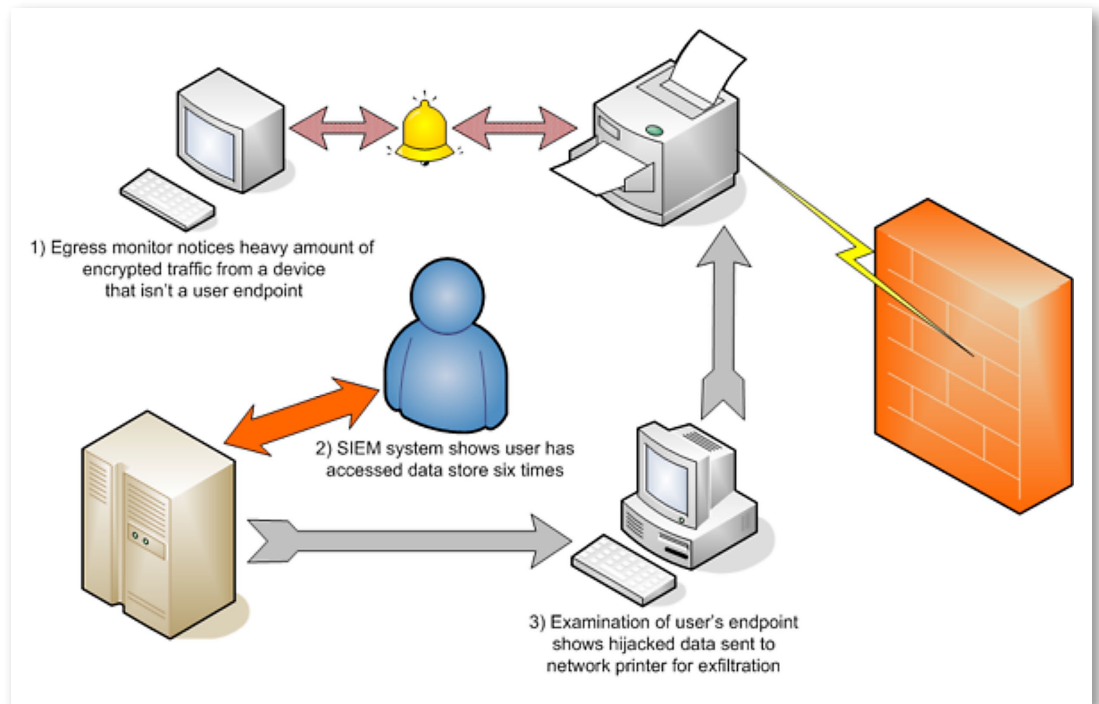 1) Egress monitor notices heavy amount of
encrypted traffic from a device
that isn't a user endpoint
2) SIEM system shows user has
accessed data store six times
3) Examination of user's endpoint
shows hijacked data sent to
network printer for exfiltration